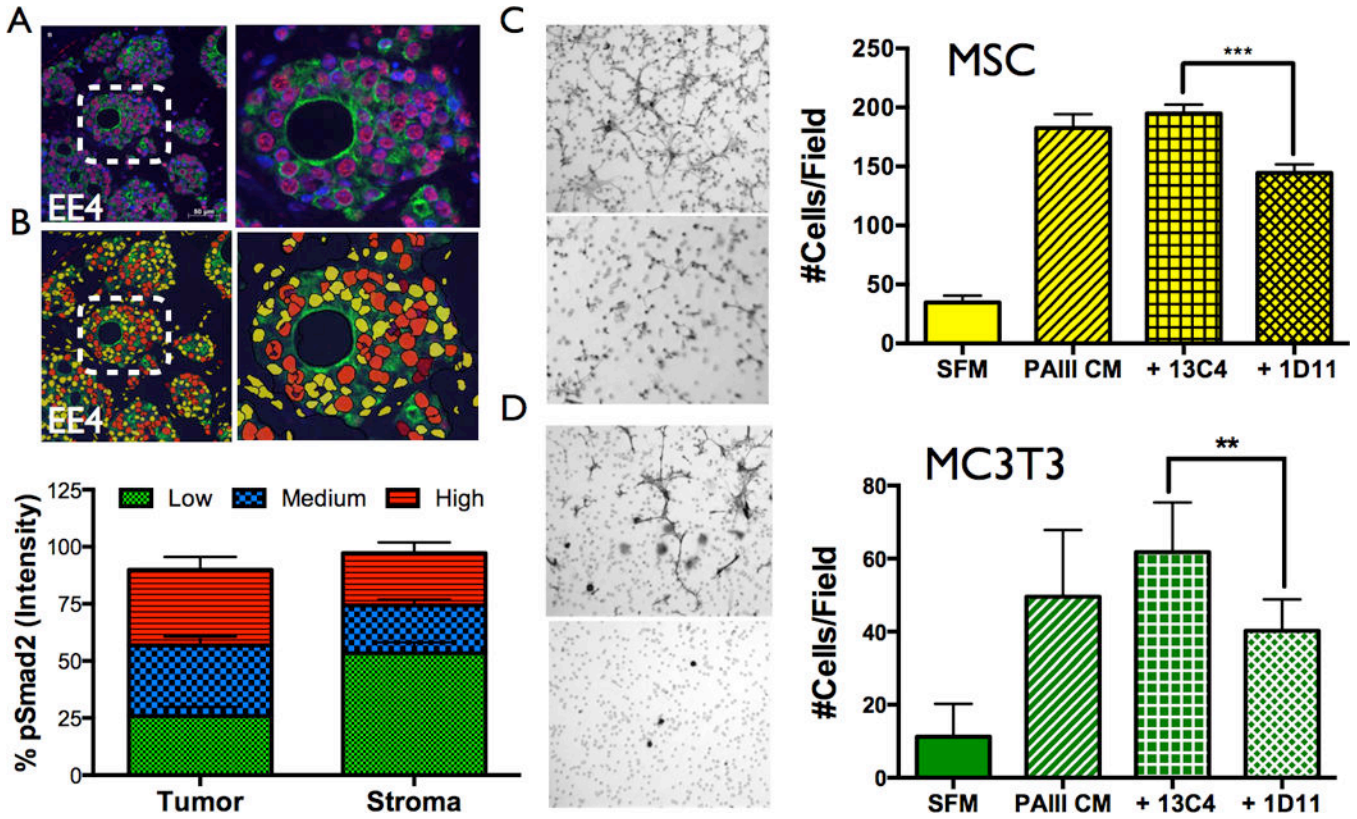 A
EE4
50 µm
B
EE4
125
100
75
50
25
0
% pSmad2 (Intensity)
Low
Medium
High
Tumor
Stroma
C
D
MSC
***
250
200
150
100
50
0
#Cells/Field
SFM
PAIII CM
+ 13C4
+ 1D11
MC3T3
**
80
60
40
20
0
#Cells/Field
SFM
PAIII CM
+ 13C4
+ 1D11